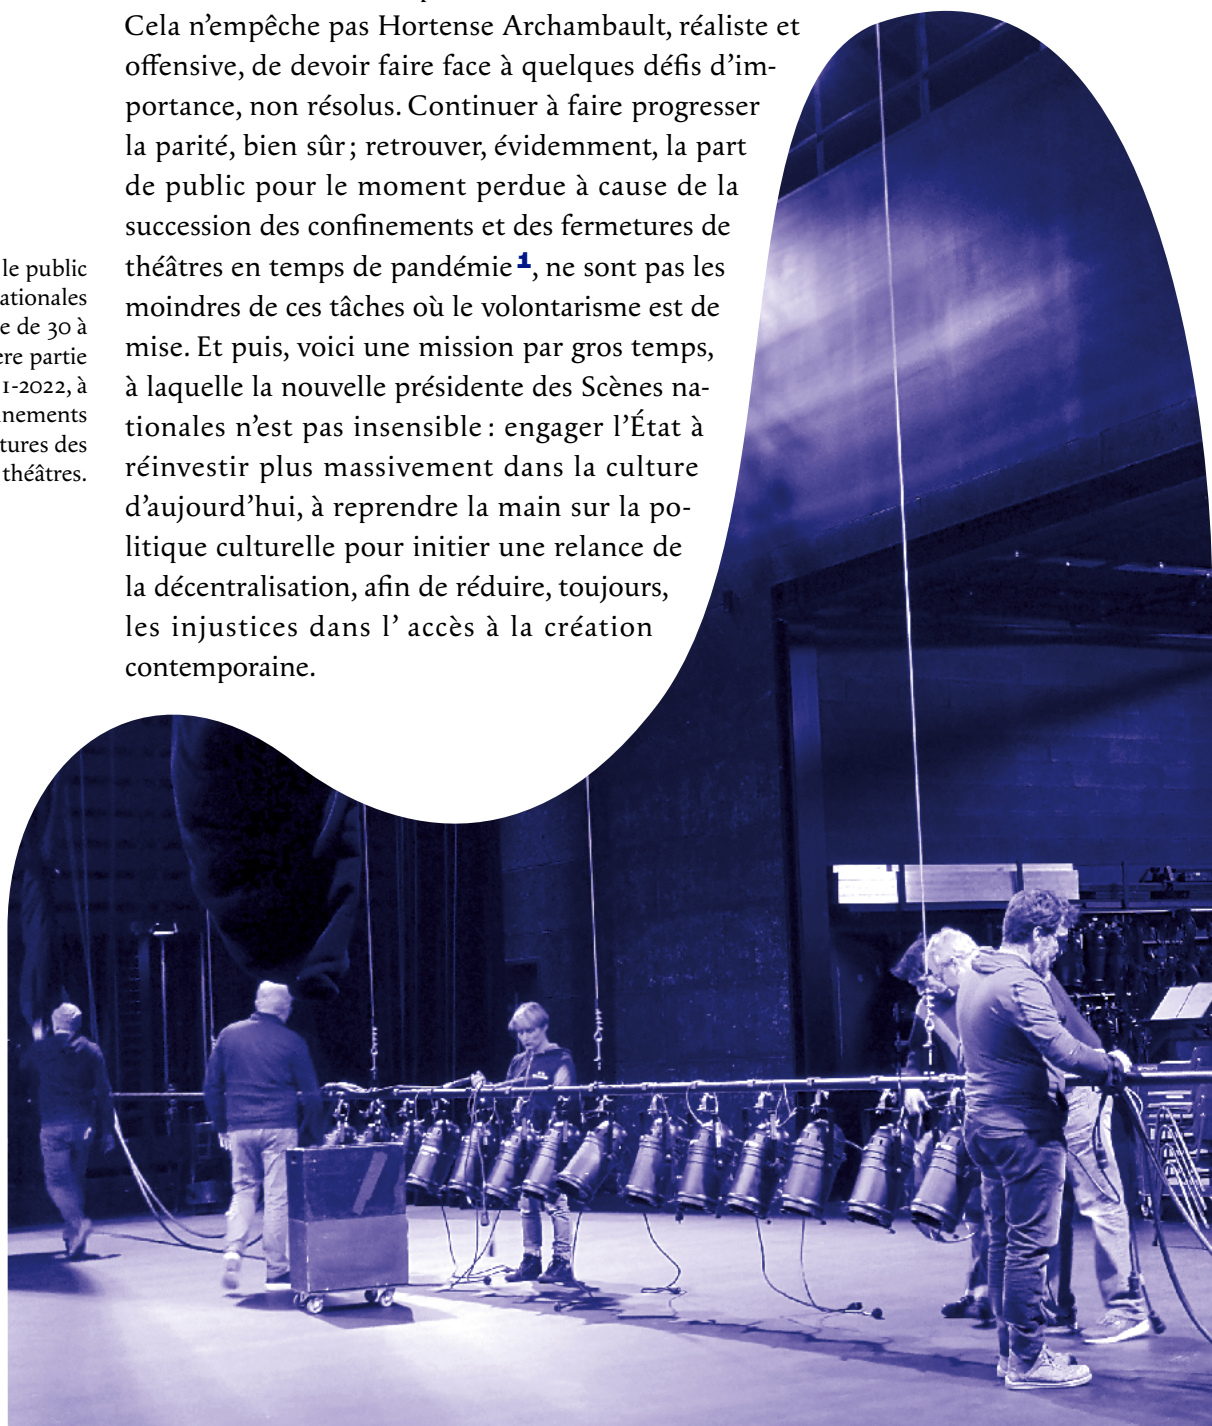 Cela n’empêche pas Hortense Archambault, réaliste et
offensive, de devoir faire face à quelques défis d’im-
portance, non résolus. Continuer à faire progresser
la parité, bien sûr ; retrouver, évidemment, la part
de public pour le moment perdue à cause de la
succession des confinements et des fermetures de
théâtres en temps de pandémie 1, ne sont pas les
moindres de ces tâches où le volontarisme est de
mise. Et puis, voici une mission par gros temps,
à laquelle la nouvelle présidente des Scènes na-
tionales n’est pas insensible : engager l’État à
réinvestir plus massivement dans la culture
d’aujourd’hui, à reprendre la main sur la po-
litique culturelle pour initier une relance de
la décentralisation, afin de réduire, toujours,
les injustices dans l’ accès à la création
contemporaine.
le public
ationales
e de 30 à
ère partie
1-2022, à
nements
tures des
théâtres.